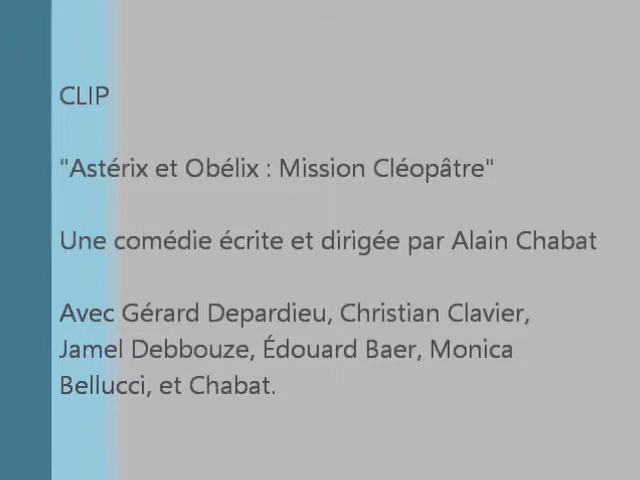 CLIP
"Astérix et Obélix : Mission Cléopâtre"
Une comédie écrite et dirigée par Alain Chabat
Avec Gérard Depardieu, Christian Clavier,
Jamel Debbouze, Édouard Baer, Monica
Bellucci, et Chabat.